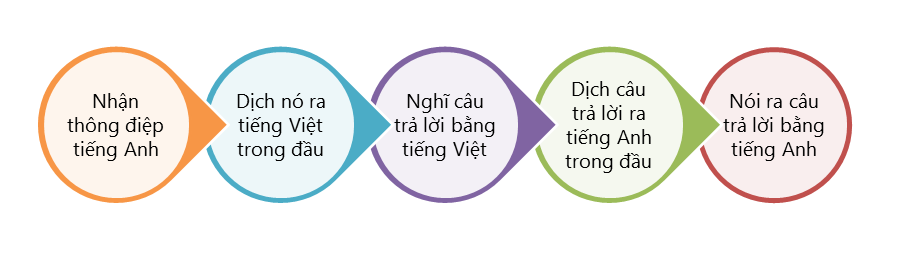 Nhận
thông điệp
tiếng Anh
Dịch nó ra
tiếng Việt
trong đầu
Nghĩ câu
trả lời bằng
tiếng Việt
Dịch câu
trả lời ra
tiếng Anh
trong đầu
Nói ra câu
trả lời bằng
tiếng Anh